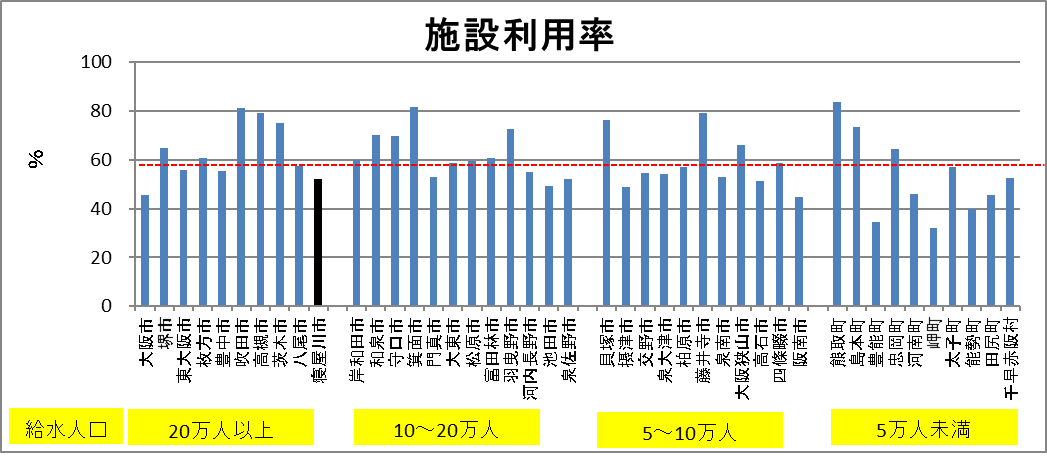 施設利用率
%
100
80
60
40
20
0
大阪市
堺市
東大阪市
枚方市
豊中市
吹田市
高槻市
茨木市
八尾市
寝屋川市
岸和田市
和泉市
守口市
箕面市
門真市
大東市
松原市
富田林市
羽曳野市
河内長野市
池田市
泉佐野市
貝塚市
摂津市
交野市
泉大津市
柏原市
藤井寺市
泉南市
大阪狭山市
高石市
四條畷市
阪南市
熊取町
島本町
豊能町
忠岡町
河南町
岬町
太子町
能勢町
田尻町
千早赤阪村
給水人口
20万人以上
10～20万人
5～10万人
5万人未満